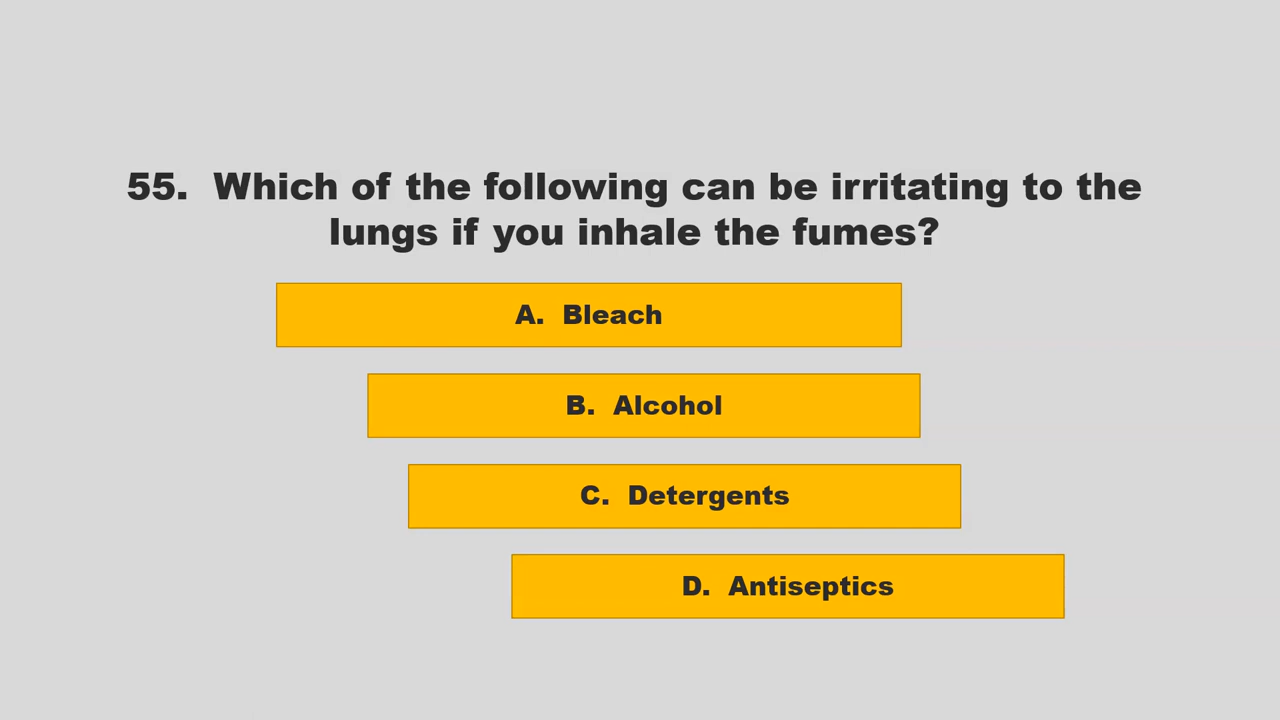 55. Which of the following can be irritating to the
lungs if you inhale the fumes?
A. Bleach
B. Alcohol
C. Detergents
D. Antiseptics